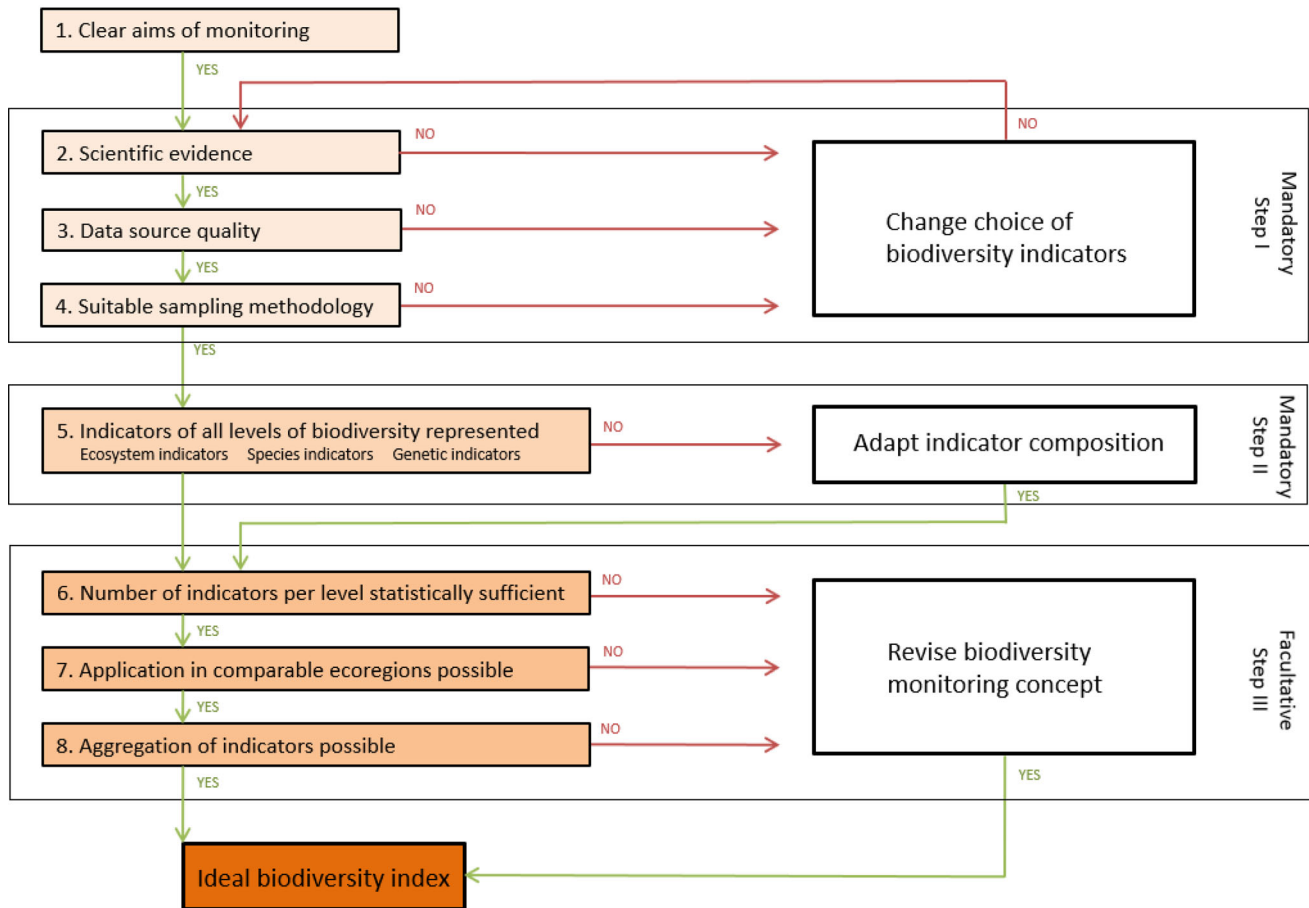 1. Clear aims of monitoring
YES
NO
2. Scientific evidence
NO
YES
3. Data source quality
NO
YES
4. Suitable sampling methodology
NO
YES
Change choice of
biodiversity indicators
Mandatory
Step I
5. Indicators of all levels of biodiversity represented
Ecosystem indicators Species indicators Genetic indicators
NO
Adapt indicator composition
YES
Mandatory
Step II
6. Number of indicators per level statistically sufficient
NO
YES
7. Application in comparable ecoregions possible
NO
YES
8. Aggregation of indicators possible
NO
YES
Revise biodiversity
monitoring concept
YES
Facultative
Step III
Ideal biodiversity index